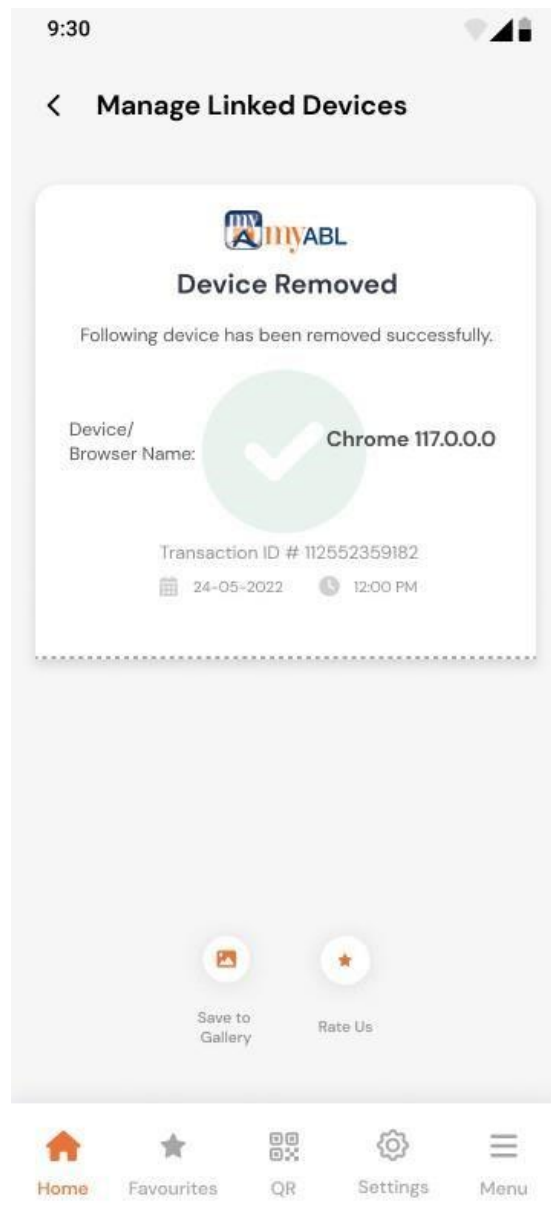 9:30
Manage Linked Devices
my
A myABL
Device Removed
Following device has been removed successfully.
Device/
Browser Name:
Chrome 117.0.0.0
Transaction ID # 112552359182
24-05-2022 12:00 PM
Save to
Gallery
Rate Us
Home Favourites QR Settings Menu